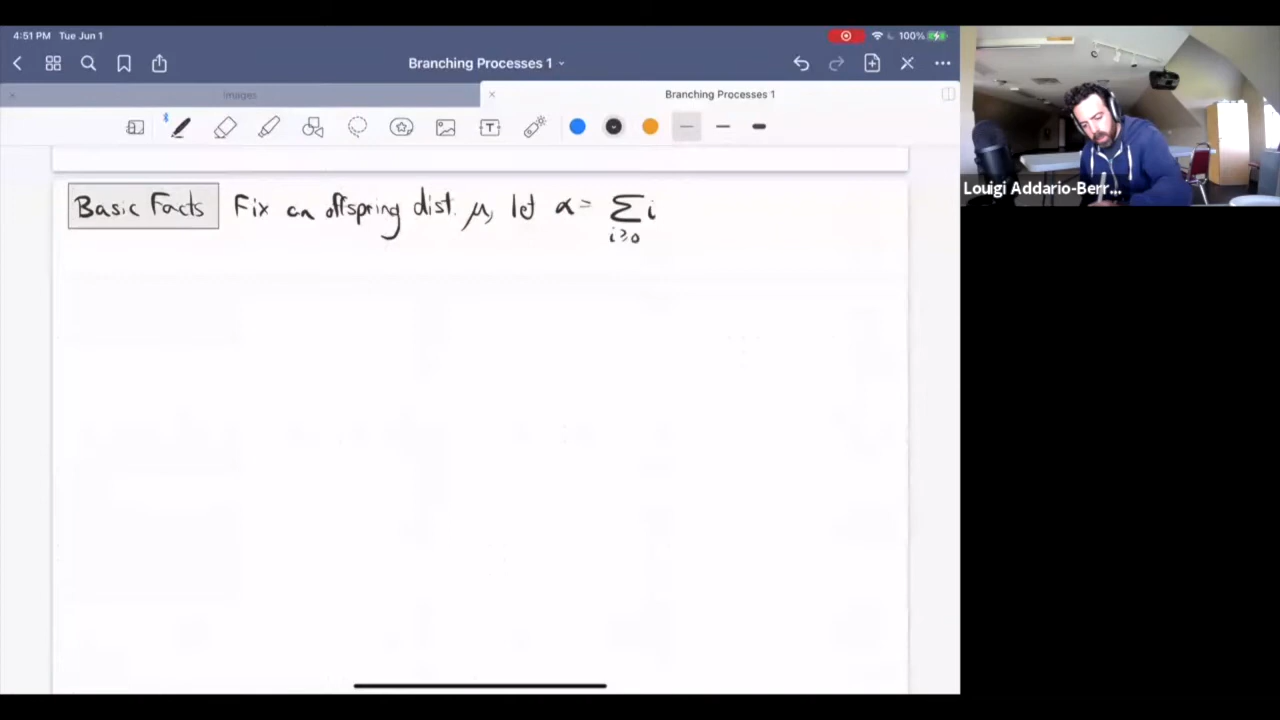 4:51 PM Tue Jun 1
100%
Branching Processes 1
Images
Branching Processes 1
Basic Facts Fix an offspring dist. μ, let α = ∑ i
i≥0
Louigi Addario-Berr...